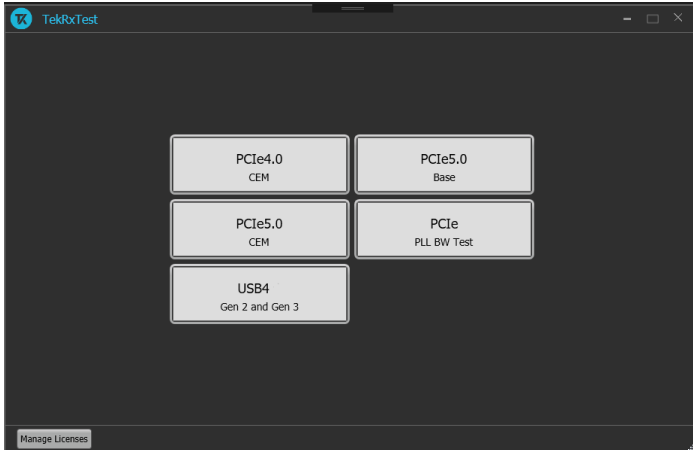 TK TekRxTest
PCIe4.0
CEM
PCIe5.0
Base
PCIe5.0
CEM
PCIe
PLL BW Test
USB4
Gen 2 and Gen 3
Manage Licenses